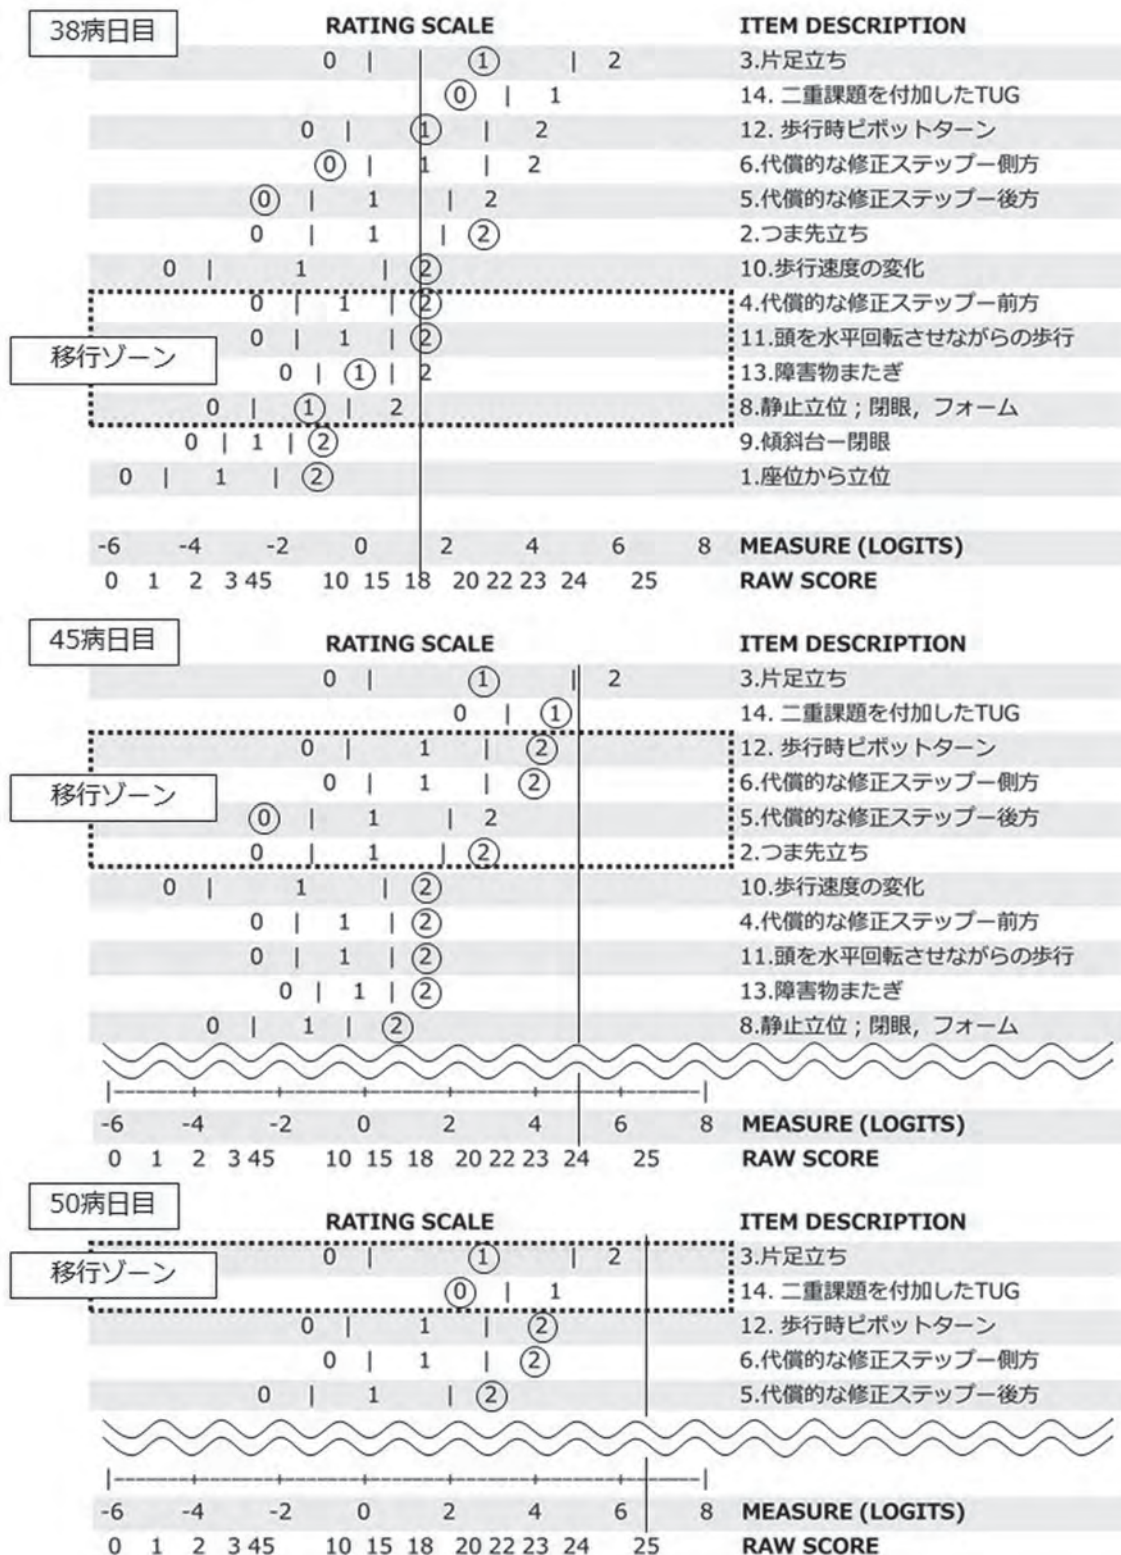 38病日目
RATING SCALE ITEM DESCRIPTION
0 | 1 | 2 3.片足立ち
0 | 1 14. 二重課題を付加したTUG
0 | 1 | 2 12. 歩行時ピボットターン
0 | 1 | 2 6.代償的な修正ステップー側方
0 | 1 | 2 5.代償的な修正ステップー後方
0 | 1 | 2 2.つま先立ち
0 | 1 | 2 10.歩行速度の変化
0 | 1 | 2 4.代償的な修正ステップー前方
0 | 1 | 2 11.頭を水平回転させながらの歩行
移行ゾーン
0 | 1 | 2 13.障害物またぎ
0 | 1 | 2 8.静止立位；閉眼，フォーム
0 | 1 | 2 9.傾斜台ー閉眼
0 | 1 | 2 1.座位から立位
-6 -4 -2 0 2 4 6 8 MEASURE (LOGITS)
0 1 2 3 45 10 15 18 20 22 23 24 25 RAW SCORE
45病日目
RATING SCALE ITEM DESCRIPTION
0 | 1 | 2 3.片足立ち
0 | 1 14. 二重課題を付加したTUG
0 | 1 | 2 12. 歩行時ピボットターン
移行ゾーン
0 | 1 | 2 6.代償的な修正ステップー側方
0 | 1 | 2 5.代償的な修正ステップー後方
0 | 1 | 2 2.つま先立ち
0 | 1 | 2 10.歩行速度の変化
0 | 1 | 2 4.代償的な修正ステップー前方
0 | 1 | 2 11.頭を水平回転させながらの歩行
0 | 1 | 2 13.障害物またぎ
0 | 1 | 2 8.静止立位；閉眼，フォーム
-6 -4 -2 0 2 4 6 8 MEASURE (LOGITS)
0 1 2 3 45 10 15 18 20 22 23 24 25 RAW SCORE
50病日目
RATING SCALE ITEM DESCRIPTION
移行ゾーン
0 | 1 | 2 3.片足立ち
0 | 1 14. 二重課題を付加したTUG
0 | 1 | 2 12. 歩行時ピボットターン
0 | 1 | 2 6.代償的な修正ステップー側方
0 | 1 | 2 5.代償的な修正ステップー後方
-6 -4 -2 0 2 4 6 8 MEASURE (LOGITS)
0 1 2 3 45 10 15 18 20 22 23 24 25 RAW SCORE